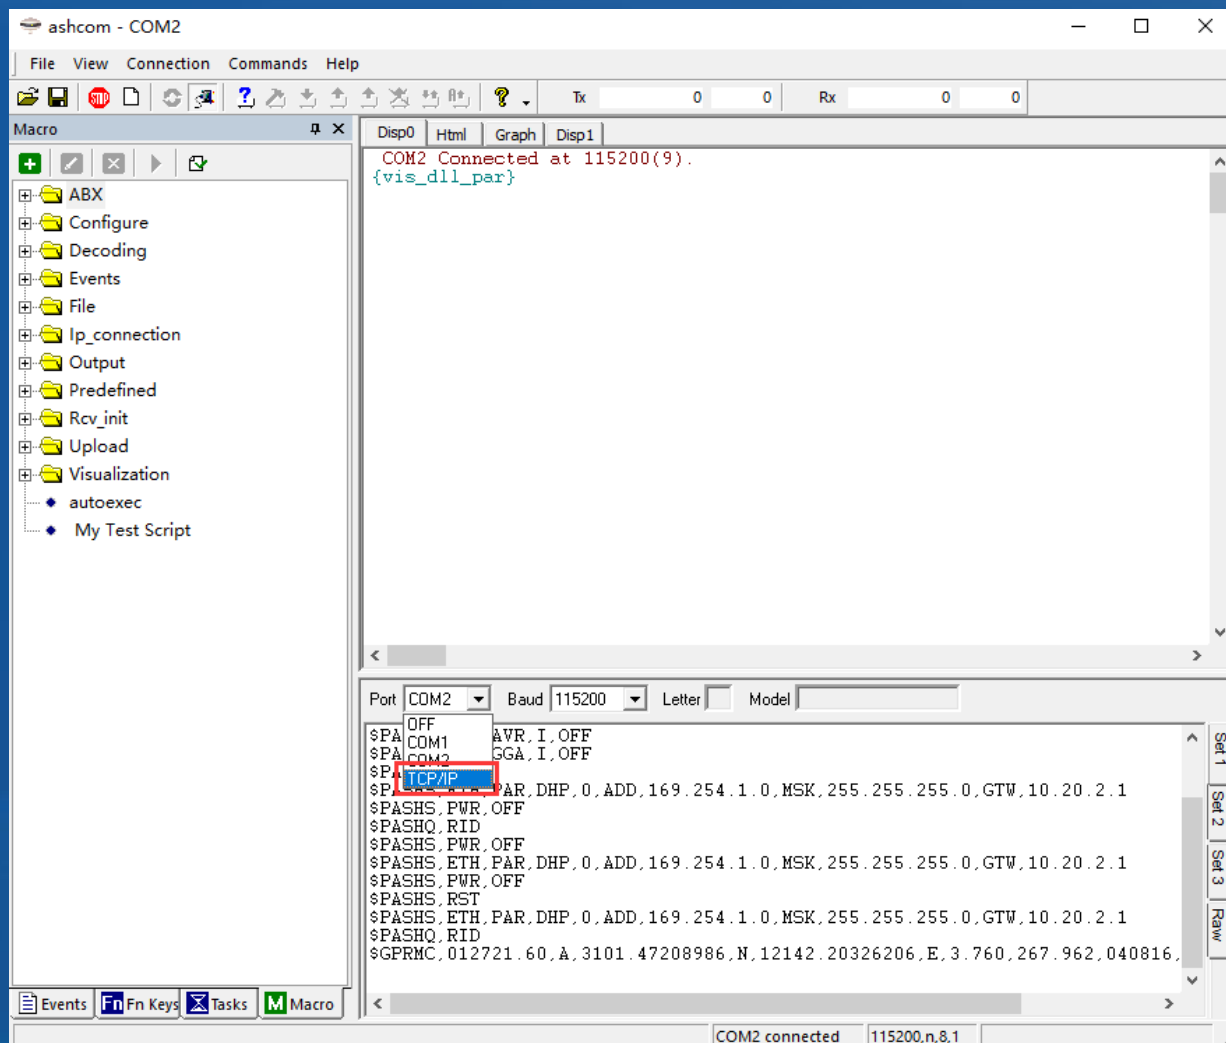 ashcom - COM2
File View Connection Commands Help
STOP ? ? Tx 0 0 Rx 0 0
Macro
Disp0 Html Graph Disp1
COM2 Connected at 115200(9).
{vis_dll_par}
ABX
Configure
Decoding
Events
File
Ip_connection
Output
Predefined
Rcv_init
Upload
Visualization
autoexec
My Test Script
Port COM2 Baud 115200 Letter Model
OFF
COM1
COM2
TCP/IP
$PA AVR,I,OFF
$PA GGA,I,OFF
$PA
$PASHS,ETH,PAR,DHP,0,ADD,169.254.1.0,MSK,255.255.255.0,GTW,10.20.2.1
$PASHS,PWR,OFF
$PASHQ,RID
$PASHS,PWR,OFF
$PASHS,ETH,PAR,DHP,0,ADD,169.254.1.0,MSK,255.255.255.0,GTW,10.20.2.1
$PASHS,PWR,OFF
$PASHS,RST
$PASHS,ETH,PAR,DHP,0,ADD,169.254.1.0,MSK,255.255.255.0,GTW,10.20.2.1
$PASHQ,RID
$GPRMC,012721.60,A,3101.47208986,N,12142.20326206,E,3.760,267.962,040816,
Set 1
Set 2
Set 3
Raw
Events Fn Fn Keys Tasks M Macro
COM2 connected 115200,n,8,1